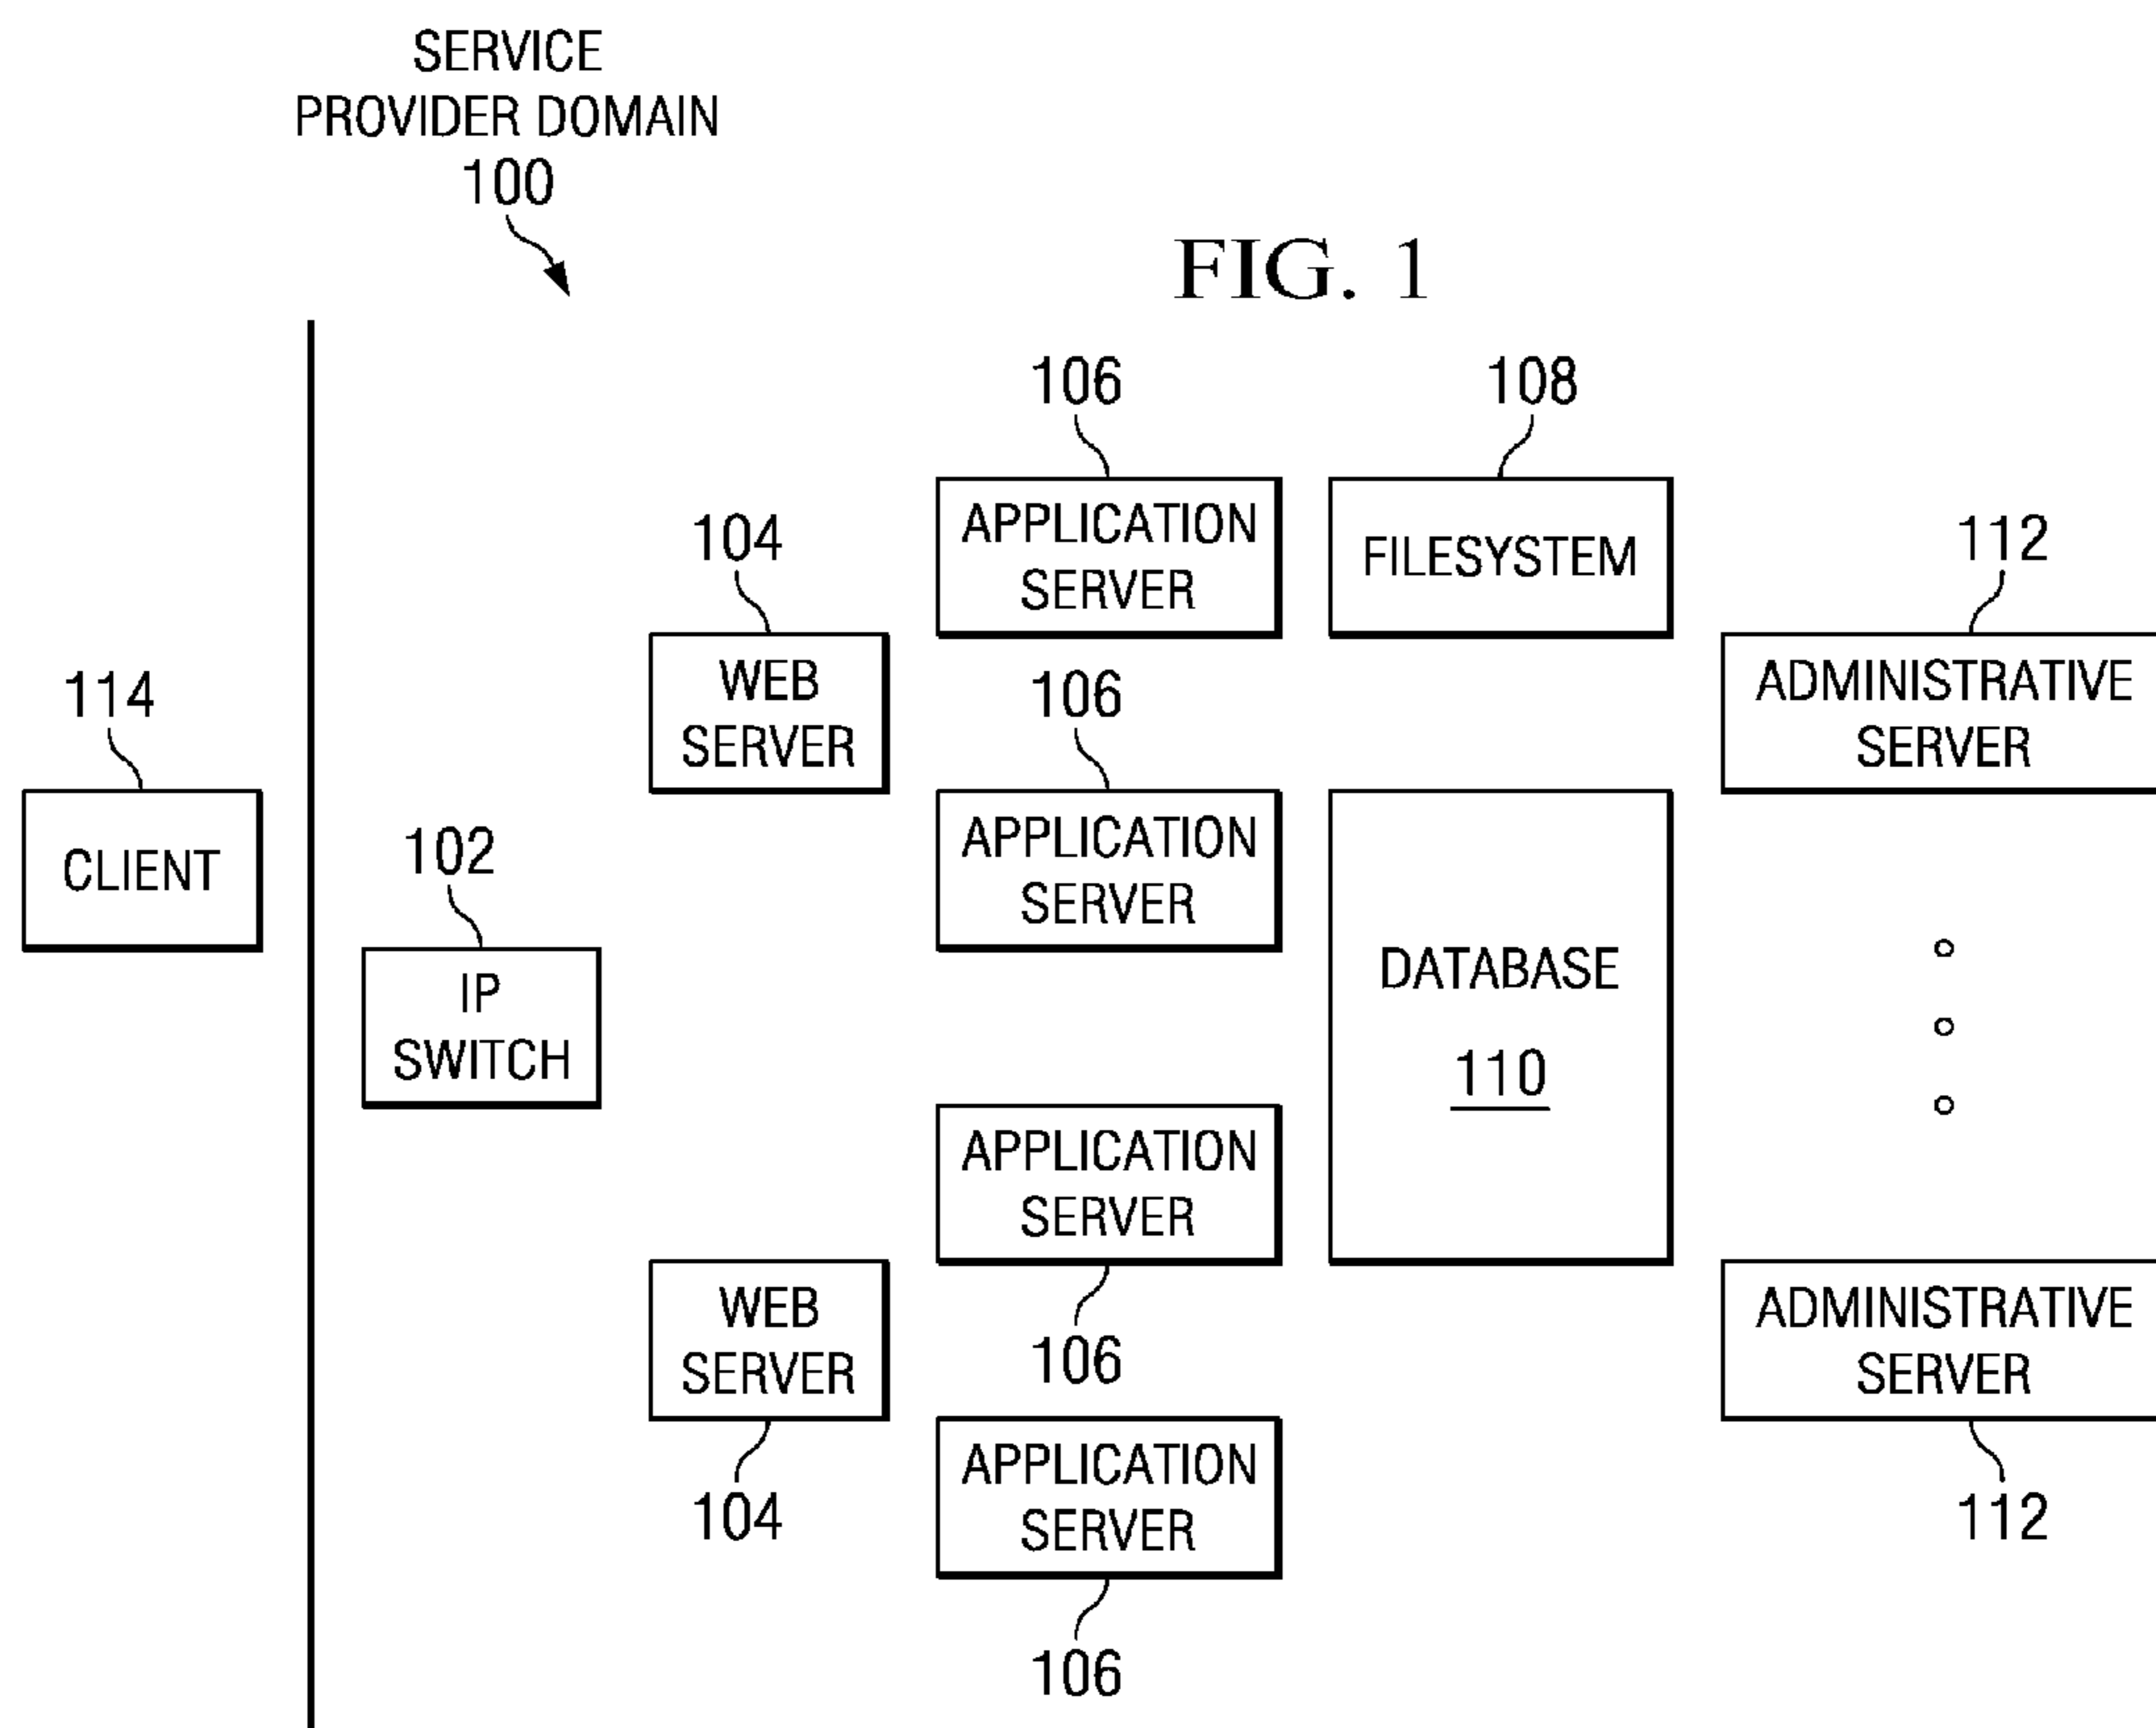 SERVICE
PROVIDER DOMAIN
100
FIG. 1
106
108
APPLICATION
SERVER
FILESYSTEM
104
112
WEB
SERVER
ADMINISTRATIVE
SERVER
114
106
CLIENT
APPLICATION
SERVER
102
IP
SWITCH
DATABASE
110
APPLICATION
SERVER
106
WEB
SERVER
104
ADMINISTRATIVE
SERVER
112
APPLICATION
SERVER
106